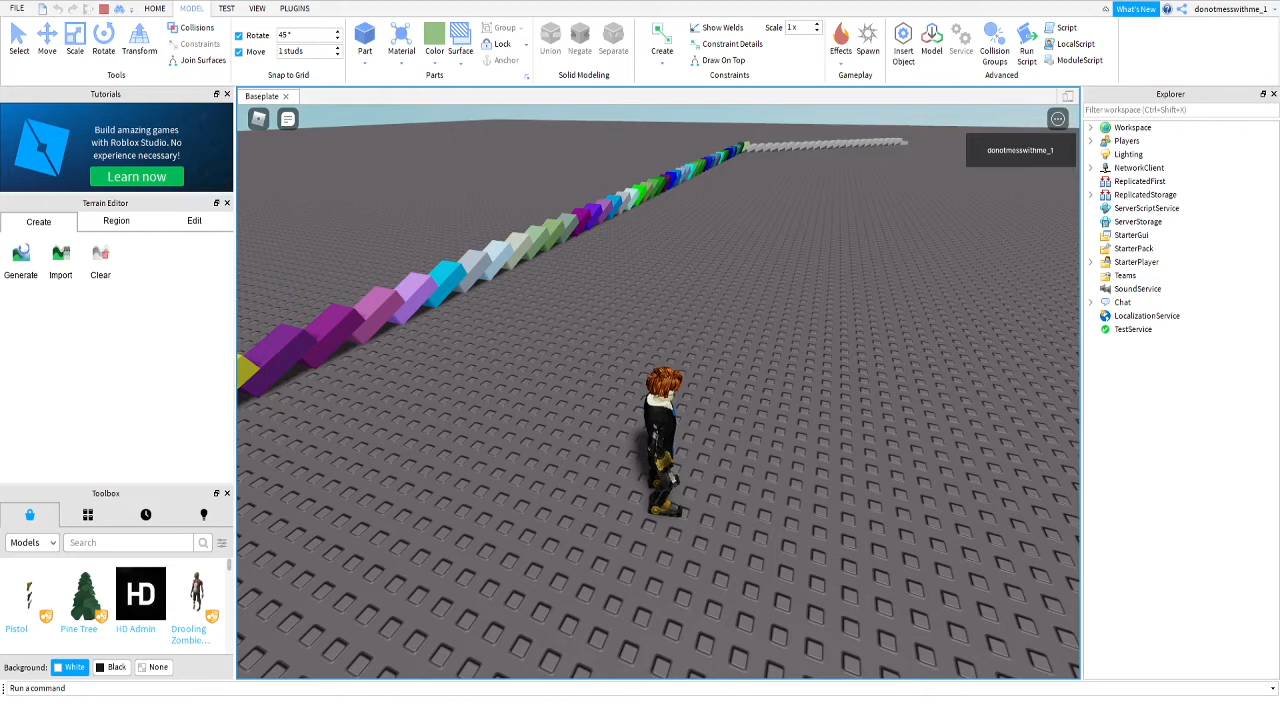 FILE HOME MODEL TEST VIEW PLUGINS What's New donotmesswithme_1
Select Move Scale Rotate Transform
Collisions
Constraints
Join Surfaces
Tools
Rotate 45°
Move 1 studs
Snap to Grid
Part Material Color Surface
Group
Lock
Anchor
Parts
Union Negate Separate
Solid Modeling
Create
Show Welds Scale 1x
Constraint Details
Draw On Top
Constraints
Effects Spawn
Gameplay
Insert Object
Model
Service
Collision Groups
Run Script
Script
LocalScript
ModuleScript
Advanced
Tutorials
Build amazing games
with Roblox Studio. No
experience necessary!
Learn now
Terrain Editor
Create Region Edit
Generate Import Clear
Toolbox
Models Search
HD
Pistol Pine Tree HD Admin Drooling
Zombie...
Background: White Black None
Run a command
Baseplate
donotmesswithme_1
Explorer
Filter workspace (Ctrl+Shift+X)
Workspace
Players
Lighting
NetworkClient
ReplicatedFirst
ReplicatedStorage
ServerScriptService
ServerStorage
StarterGui
StarterPack
StarterPlayer
Teams
SoundService
Chat
LocalizationService
TestService